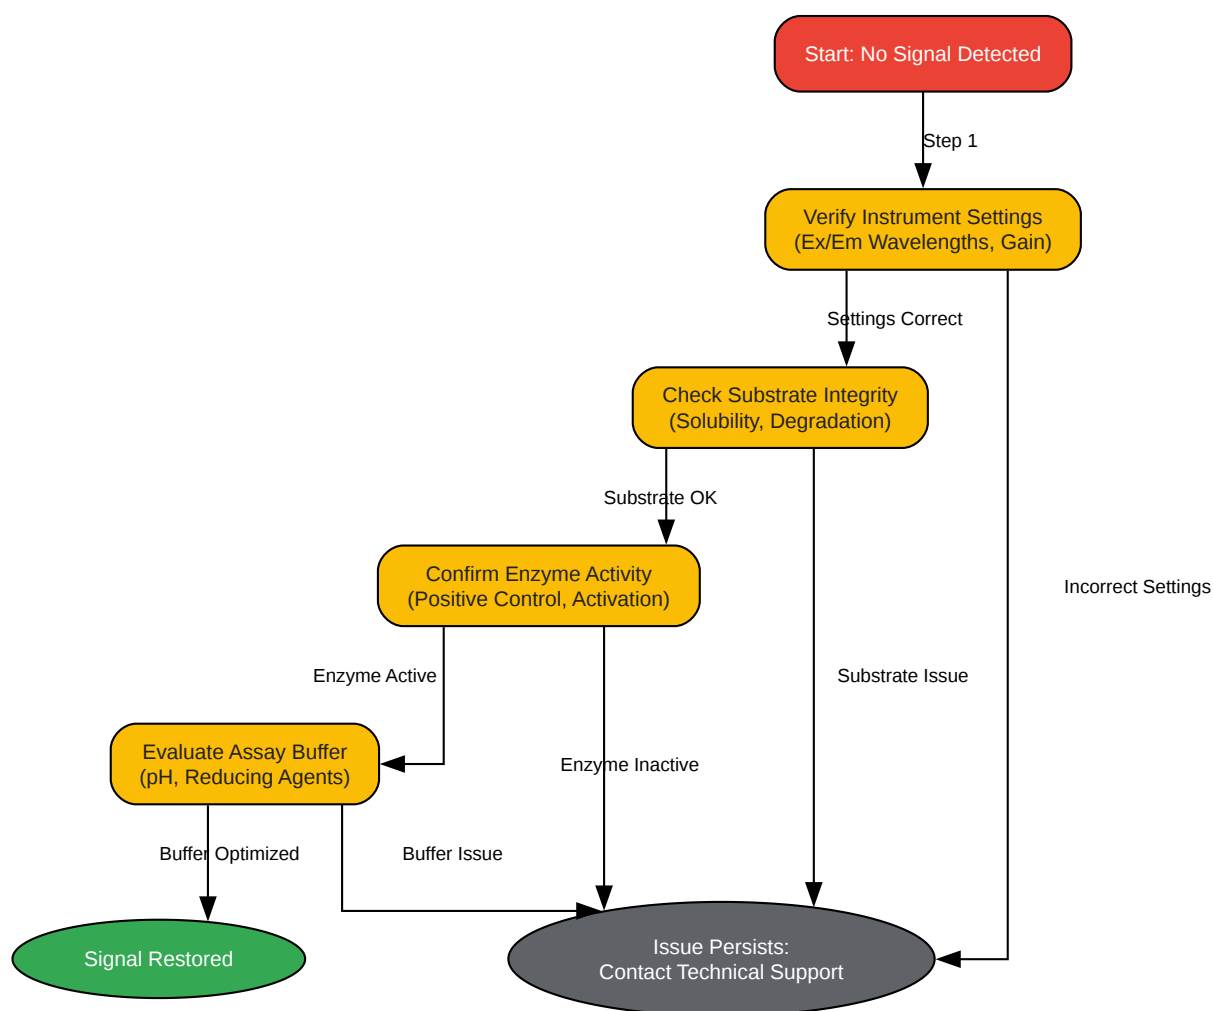 Start: No Signal Detected
Step 1
Verify Instrument Settings
(Ex/Em Wavelengths, Gain)
Settings Correct
Check Substrate Integrity
(Solubility, Degradation)
Substrate OK
Confirm Enzyme Activity
(Positive Control, Activation)
Incorrect Settings
Enzyme Active
Substrate Issue
Evaluate Assay Buffer
(pH, Reducing Agents)
Enzyme Inactive
Buffer Optimized
Buffer Issue
Signal Restored
Issue Persists:
Contact Technical Support